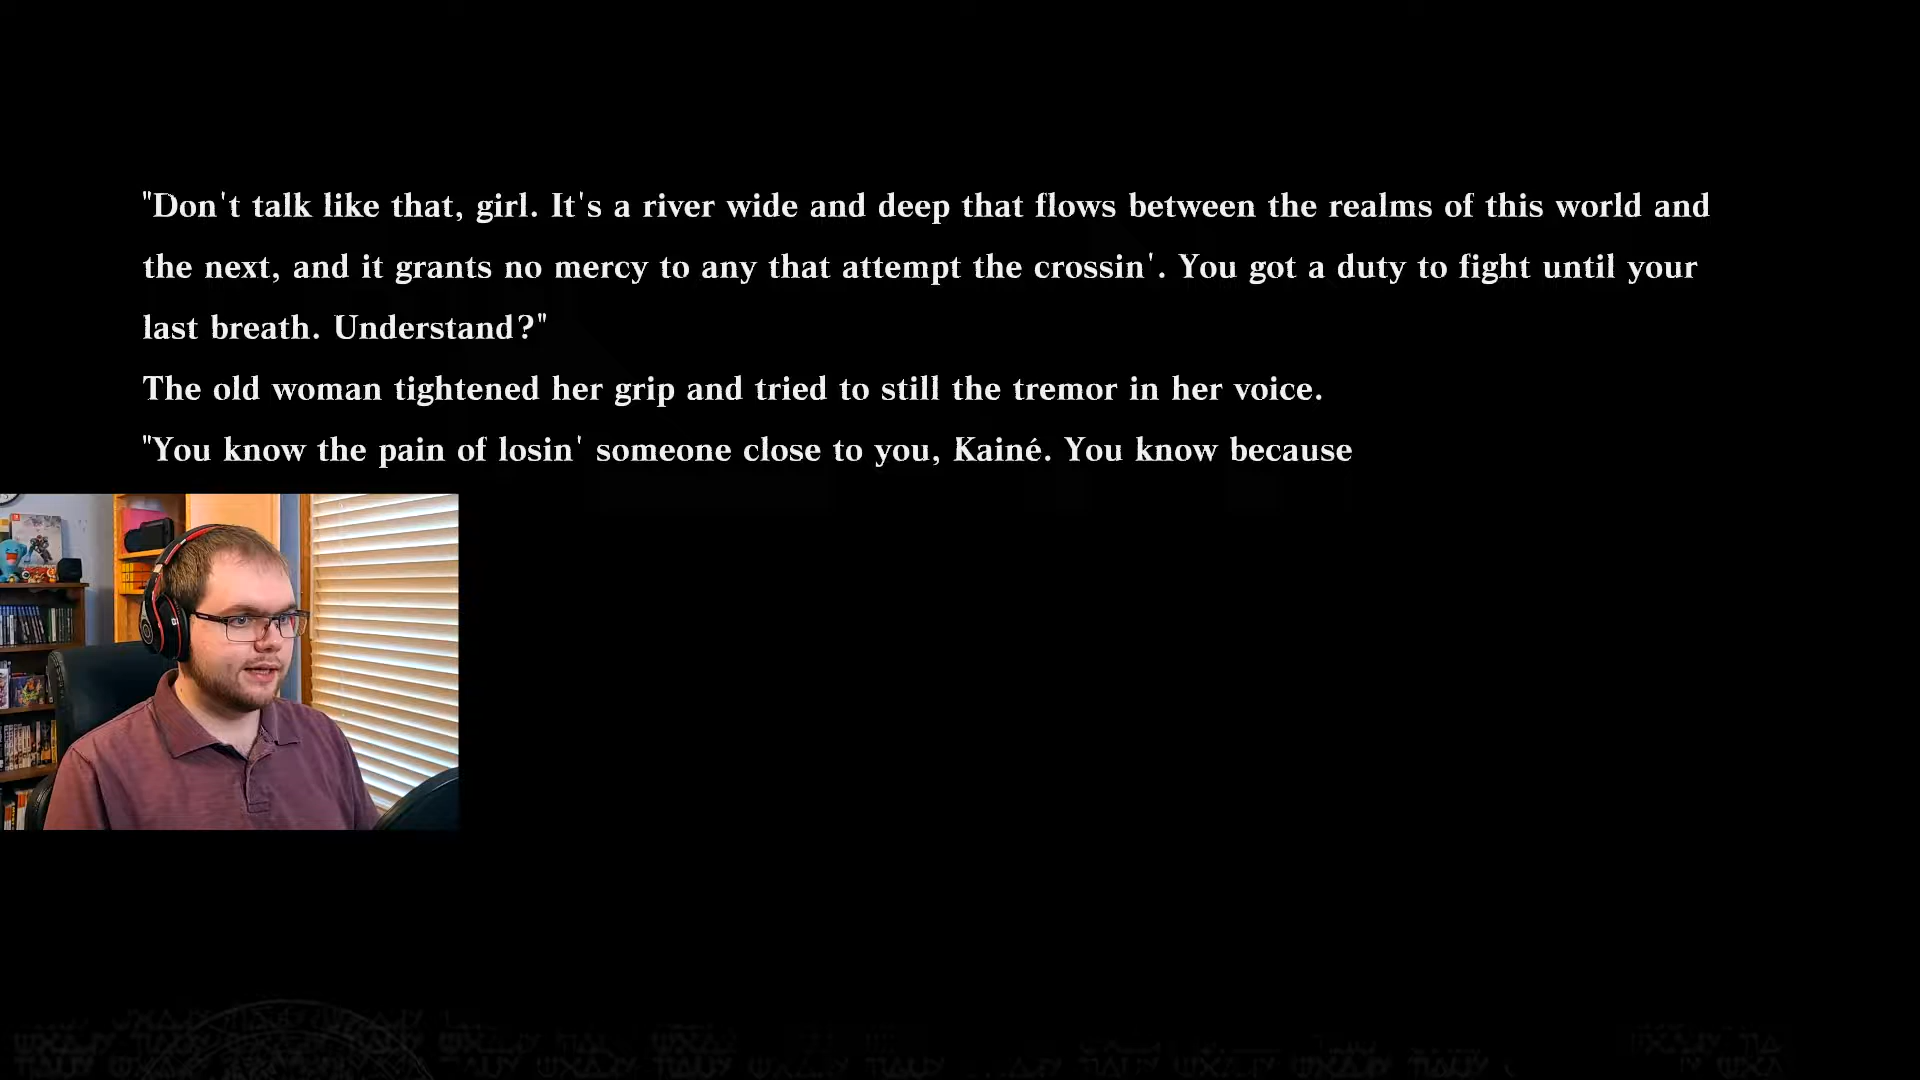 "Don't talk like that, girl. It's a river wide and deep that flows between the realms of this world and
the next, and it grants no mercy to any that attempt the crossin'. You got a duty to fight until your
last breath. Understand?"
The old woman tightened her grip and tried to still the tremor in her voice.
"You know the pain of losin' someone close to you, Kainé. You know because